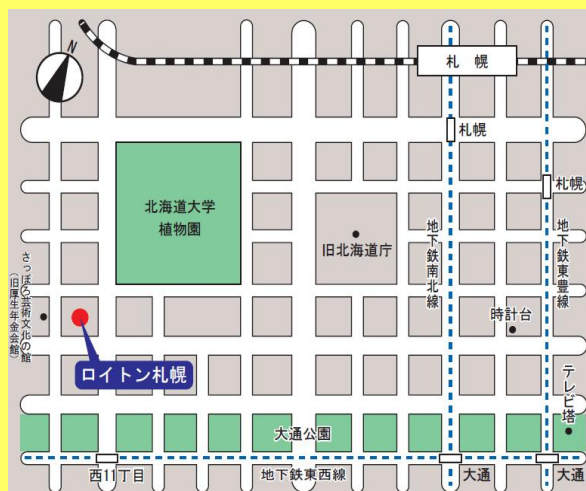 N
札 幌
札幌
札幌
北海道大学
植物園
旧北海道庁
地下鉄南北線
地下鉄東豊線
さっぽろ芸術文化の館
（旧厚生年金会館）
時計台
ロイトン札幌
テレビ塔
大通公園
西11丁目
地下鉄東西線
大通
大通